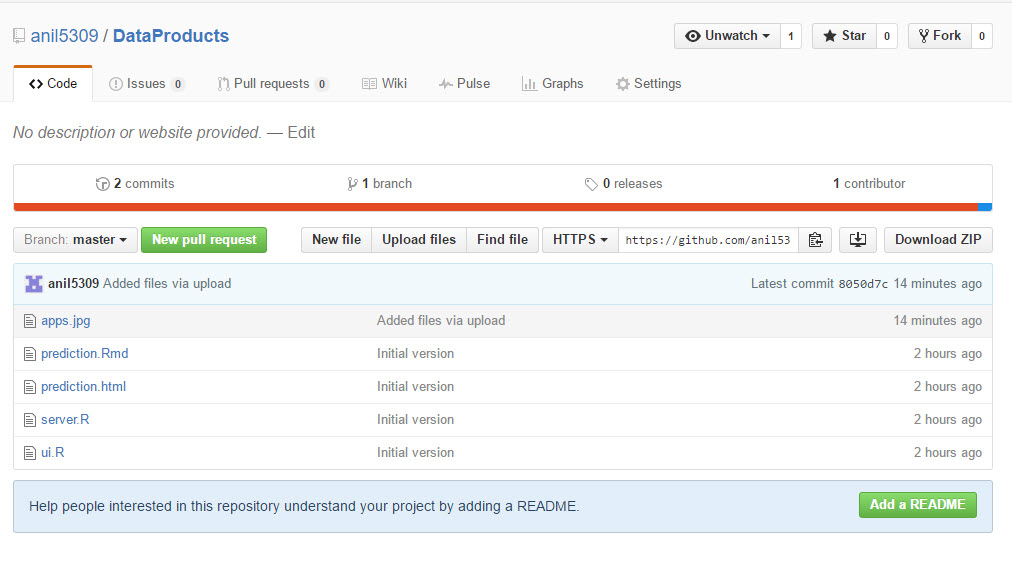 anil5309 / DataProducts Unwatch 1 Star 0 Fork 0
Code Issues 0 Pull requests 0 Wiki Pulse Graphs Settings
No description or website provided. — Edit
2 commits 1 branch 0 releases 1 contributor
Branch: master New pull request New file Upload files Find file HTTPS https://github.com/anil53 Download ZIP
anil5309 Added files via upload Latest commit 8050d7c 14 minutes ago
apps.jpg Added files via upload 14 minutes ago
prediction.Rmd Initial version 2 hours ago
prediction.html Initial version 2 hours ago
server.R Initial version 2 hours ago
ui.R Initial version 2 hours ago
Help people interested in this repository understand your project by adding a README. Add a README